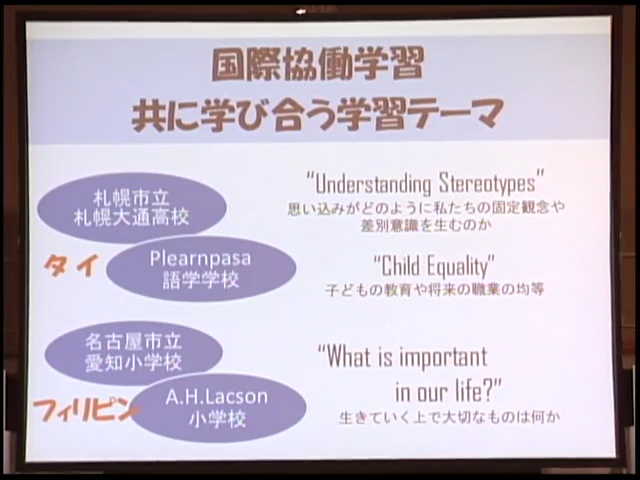 国際協働学習
共に学び合う学習テーマ
札幌市立
札幌大通高校
タイ
Plearnpasa
語学学校
“Understanding Stereotypes”
思い込みがどのように私たちの固定観念や
差別意識を生むのか
“Child Equality”
子どもの教育や将来の職業の均等
名古屋市立
愛知小学校
フィリピン
A.H.Lacson
小学校
“What is important
in our life?”
生きていく上で大切なものは何か